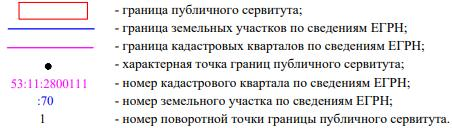 - граница публичного сервитута;
- граница земельных участков по сведениям ЕГРН;
- граница кадастровых кварталов по сведениям ЕГРН;
- характерная точка границ публичного сервитута;
53:11:2800111 - номер кадастрового квартала по сведениям ЕГРН;
:70 - номер земельного участка по сведениям ЕГРН;
1 - номер поворотной точки границы публичного сервитута.